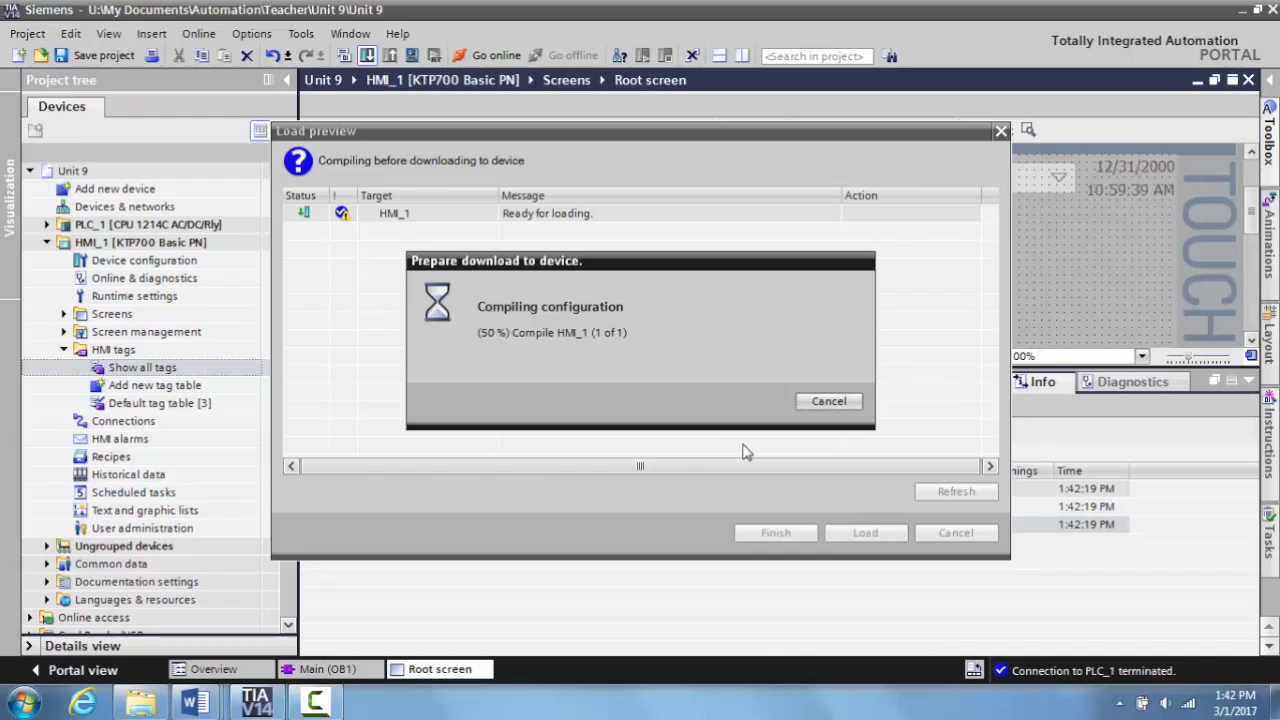 TIA V14
Siemens - U:\My Documents\Automation\Teacher\Unit 9\Unit 9
Project Edit View Insert Online Options Tools Window Help
Totally Integrated Automation
PORTAL
Save project
Go online
Go offline
<Search in project>
Project tree
Unit 9 HMI_1 [KTP700 Basic PN] Screens Root screen
Devices
Visualization
Unit 9
Add new device
Devices & networks
PLC_1 [CPU 1214C AC/DC/Rly]
HMI_1 [KTP700 Basic PN]
Device configuration
Online & diagnostics
Runtime settings
Screens
Screen management
HMI tags
Show all tags
Add new tag table
Default tag table [3]
Connections
HMI alarms
Recipes
Historical data
Scheduled tasks
Text and graphic lists
User administration
Ungrouped devices
Common data
Documentation settings
Languages & resources
Online access
Details view
Load preview
Compiling before downloading to device
Status ! Target Message Action
HMI_1 Ready for loading.
Prepare download to device.
Compiling configuration
(50 %) Compile HMI_1 (1 of 1)
Cancel
Refresh
Finish Load Cancel
12/31/2000
10:59:39 AM
TOUCH
00%
Info Diagnostics
nings Time
1:42:19 PM
1:42:19 PM
1:42:19 PM
Toolbox
Animations
Layout
Instructions
Tasks
Portal view Overview Main (OB1) Root screen
Connection to PLC_1 terminated.
TIA V14
1:42 PM
3/1/2017